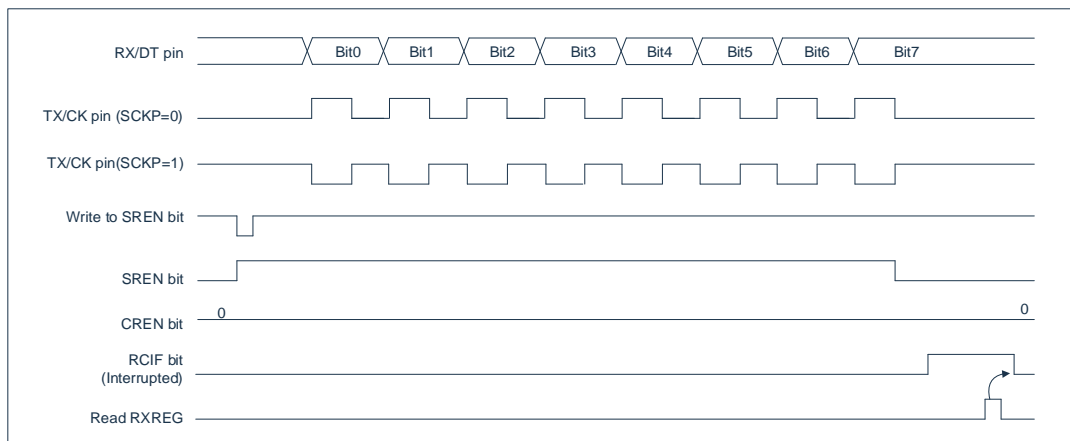 RX/DT pin
Bit0 Bit1 Bit2 Bit3 Bit4 Bit5 Bit6 Bit7
TX/CK pin (SCKP=0)
TX/CK pin(SCKP=1)
Write to SREN bit
SREN bit
0 0
CREN bit
RCIF bit
(Interrupted)
Read RXREG